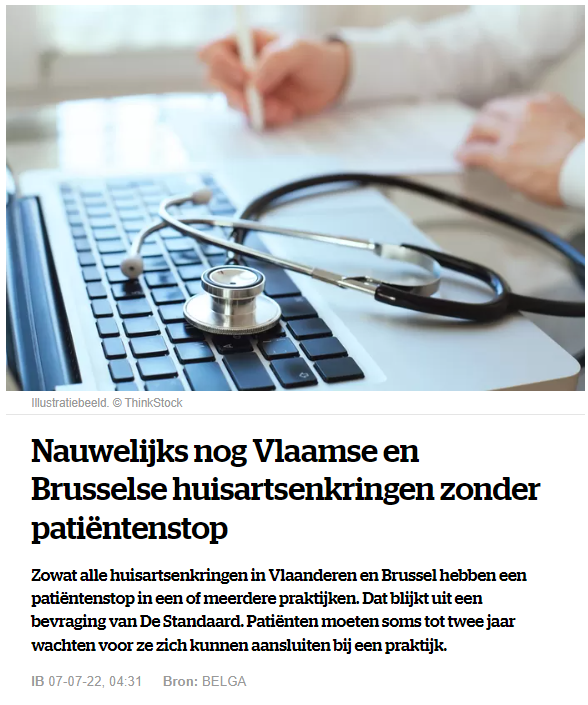 Illustratiebeeld. © ThinkStock
Nauwelijks nog Vlaamse en
Brusselse huisartsenkringen zonder
patiëntenstop
Zowat alle huisartsenkringen in Vlaanderen en Brussel hebben een
patiëntenstop in een of meerdere praktijken. Dat blijkt uit een
bevraging van De Standaard. Patiënten moeten soms tot twee jaar
wachten voor ze zich kunnen aansluiten bij een praktijk.
IB 07-07-22, 04:31 Bron: BELGA